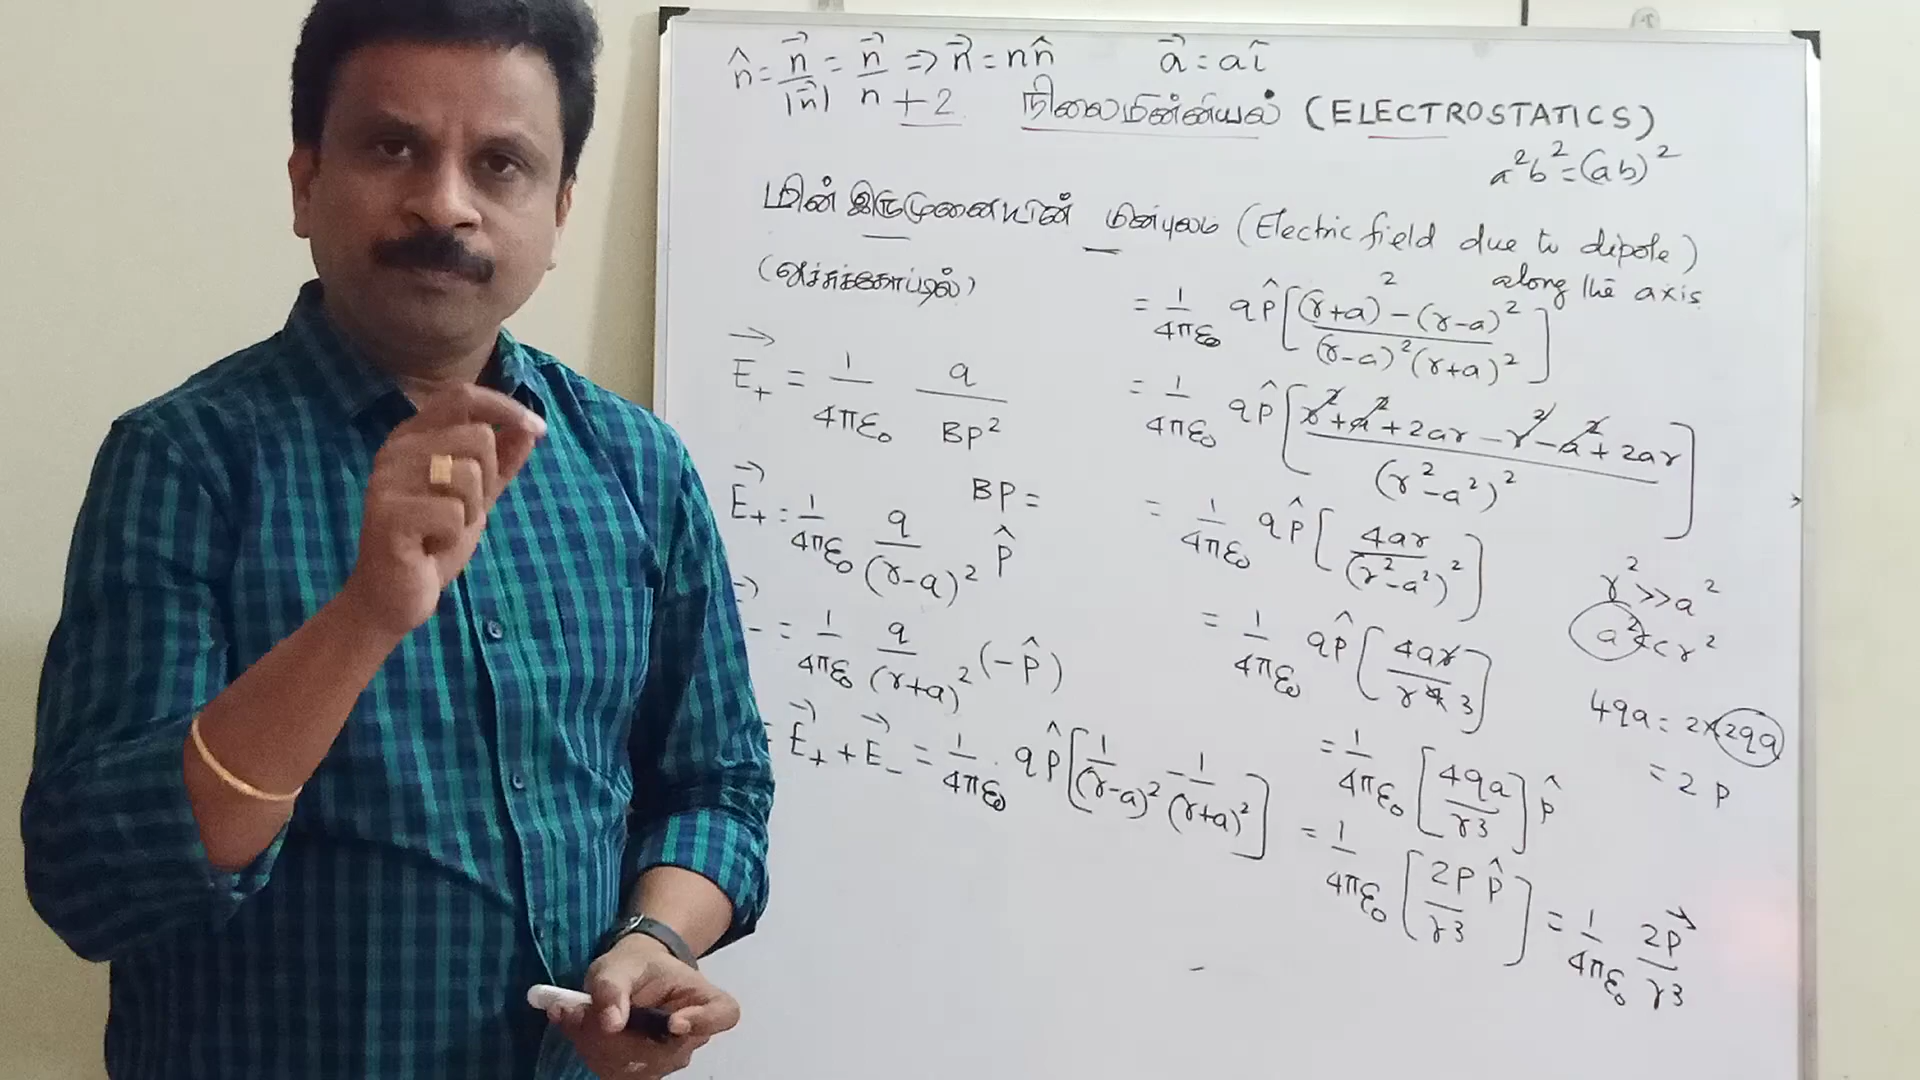 n̂ = n⃗/|n⃗| = n⃗/n ⇒ n⃗ = n n̂
a⃗ = a î
+2 நிலைமின்னியல் (ELECTROSTATICS)
a²b² = (ab)²
மின் இருமுனையின் மின்புலம் (Electric field due to dipole)
along the axis
(அச்சுக்கோட்டில்)
E⃗₊ = 1/4πε₀ q/BP²
BP =
E⃗₊ = 1/4πε₀ q/(r-a)² p̂
- = 1/4πε₀ q/(r+a)² (-p̂)
= E⃗₊ + E⃗₋ = 1/4πε₀ . q p̂ [1/(r-a)² - 1/(r+a)²]
= 1/4πε₀ q p̂ [(r+a)² - (r-a)² / (r-a)²(r+a)²]
= 1/4πε₀ q p̂ [r² + a² + 2ar - r² - a² + 2ar / (r²-a²)²]
= 1/4πε₀ q p̂ [4ar / (r²-a²)²]
r² >> a²
a² << r²
= 1/4πε₀ q p̂ [4ar / r⁴ 3]
4qa = 2×2qa
= 2 p
= 1/4πε₀ [4qa / r3] p̂
= 1/4πε₀ [2p p̂ / r3] = 1/4πε₀ 2p⃗/r3